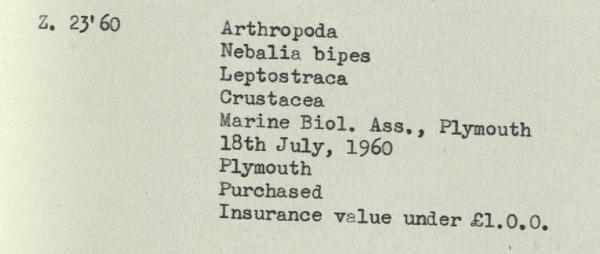 Z. 23'60 Arthropoda
Nebalia bipes
Leptostraca
Crustacea
Marine Biol. Ass., Plymouth
18th July, 1960
Plymouth
Purchased
Insurance value under £1.0.0.